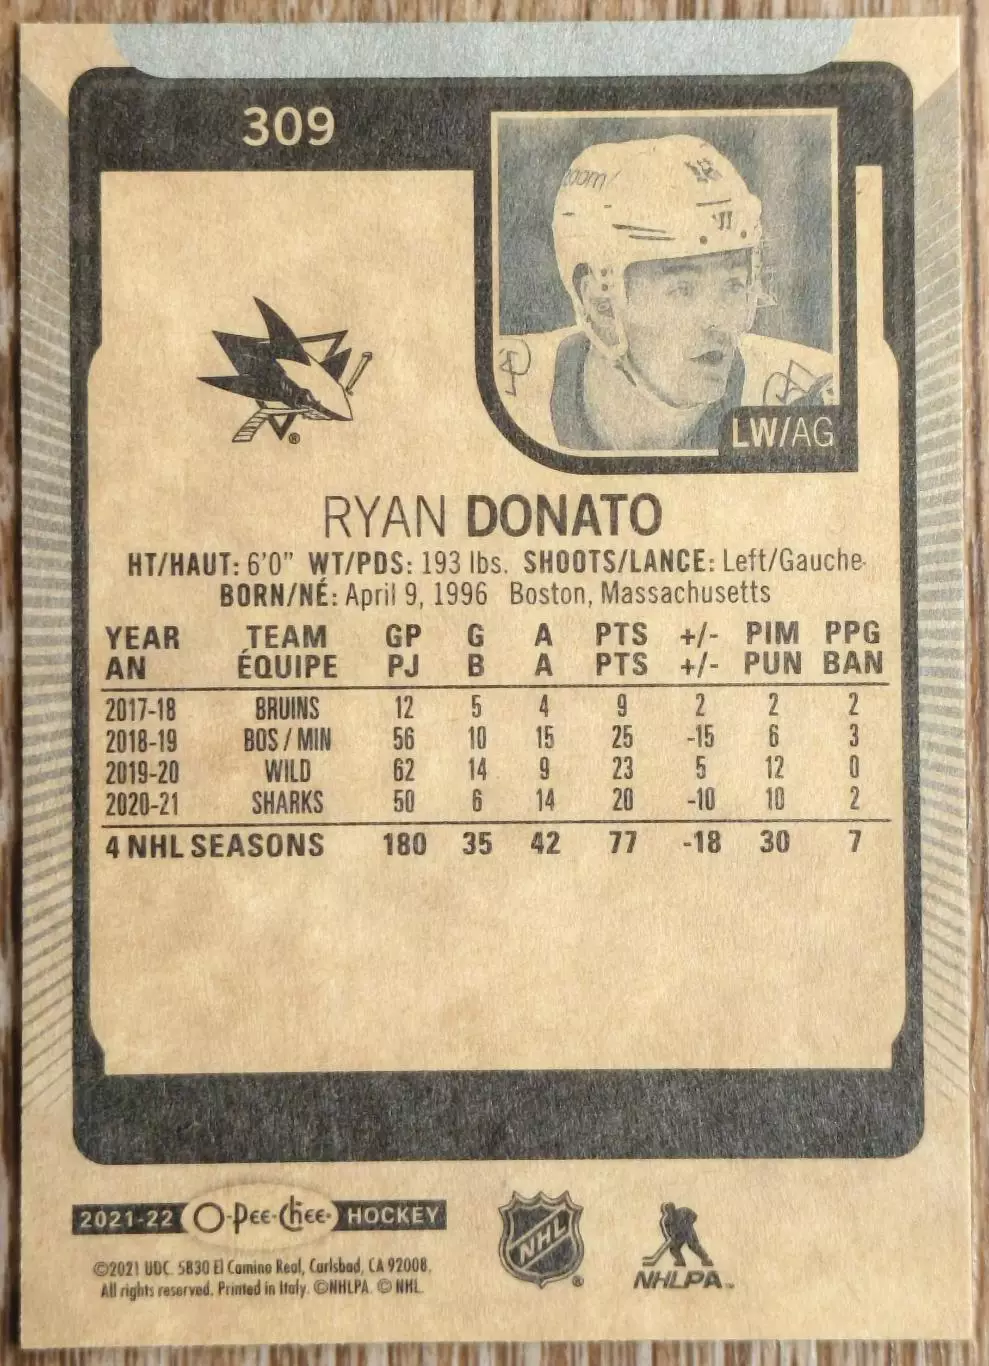 309
zoom
LW/AG
RYAN DONATO
HT/HAUT: 6'0" WT/PDS: 193 lbs. SHOOTS/LANCE: Left/Gauche
BORN/NÉ: April 9, 1996 Boston, Massachusetts
YEAR TEAM GP G A PTS +/- PIM PPG
AN ÉQUIPE PJ B A PTS +/- PUN BAN
2017-18 BRUINS 12 5 4 9 2 2 2
2018-19 BOS/MIN 56 10 15 25 -15 6 3
2019-20 WILD 62 14 9 23 5 12 0
2020-21 SHARKS 50 6 14 20 -10 10 2
4 NHL SEASONS 180 35 42 77 -18 30 7
2021-22 O-Pee-Chee HOCKEY
©2021 UDC. 5830 El Camino Real, Carlsbad, CA 92008.
All rights reserved. Printed in Italy. ©NHLPA. © NHL.
NHL ®
NHLPA™